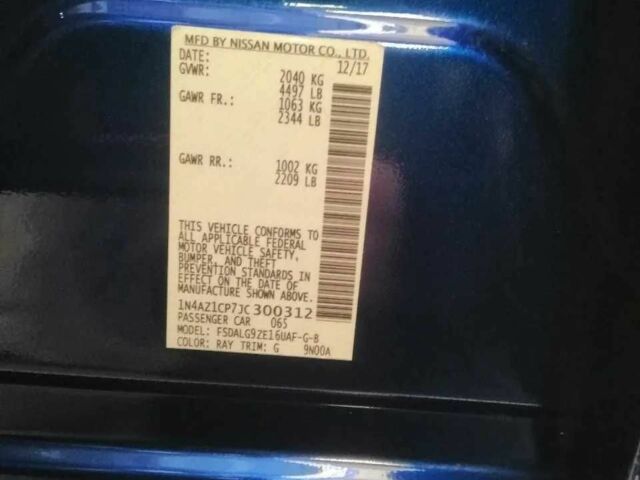 MFD BY NISSAN MOTOR CO., LTD.
DATE: 12/17
GVWR: 2040 KG
4497 LB
GAWR FR.: 1063 KG
2344 LB
GAWR RR.: 1002 KG
2209 LB
THIS VEHICLE CONFORMS TO
ALL APPLICABLE FEDERAL
MOTOR VEHICLE SAFETY,
BUMPER, AND THEFT
PREVENTION STANDARDS IN
EFFECT ON THE DATE OF
MANUFACTURE SHOWN ABOVE.
1N4AZ1CP7JC300312
PASSENGER CAR 065
MODEL: FSDALG9ZE16UAF-G-B
COLOR: RAY TRIM: G 9N00A